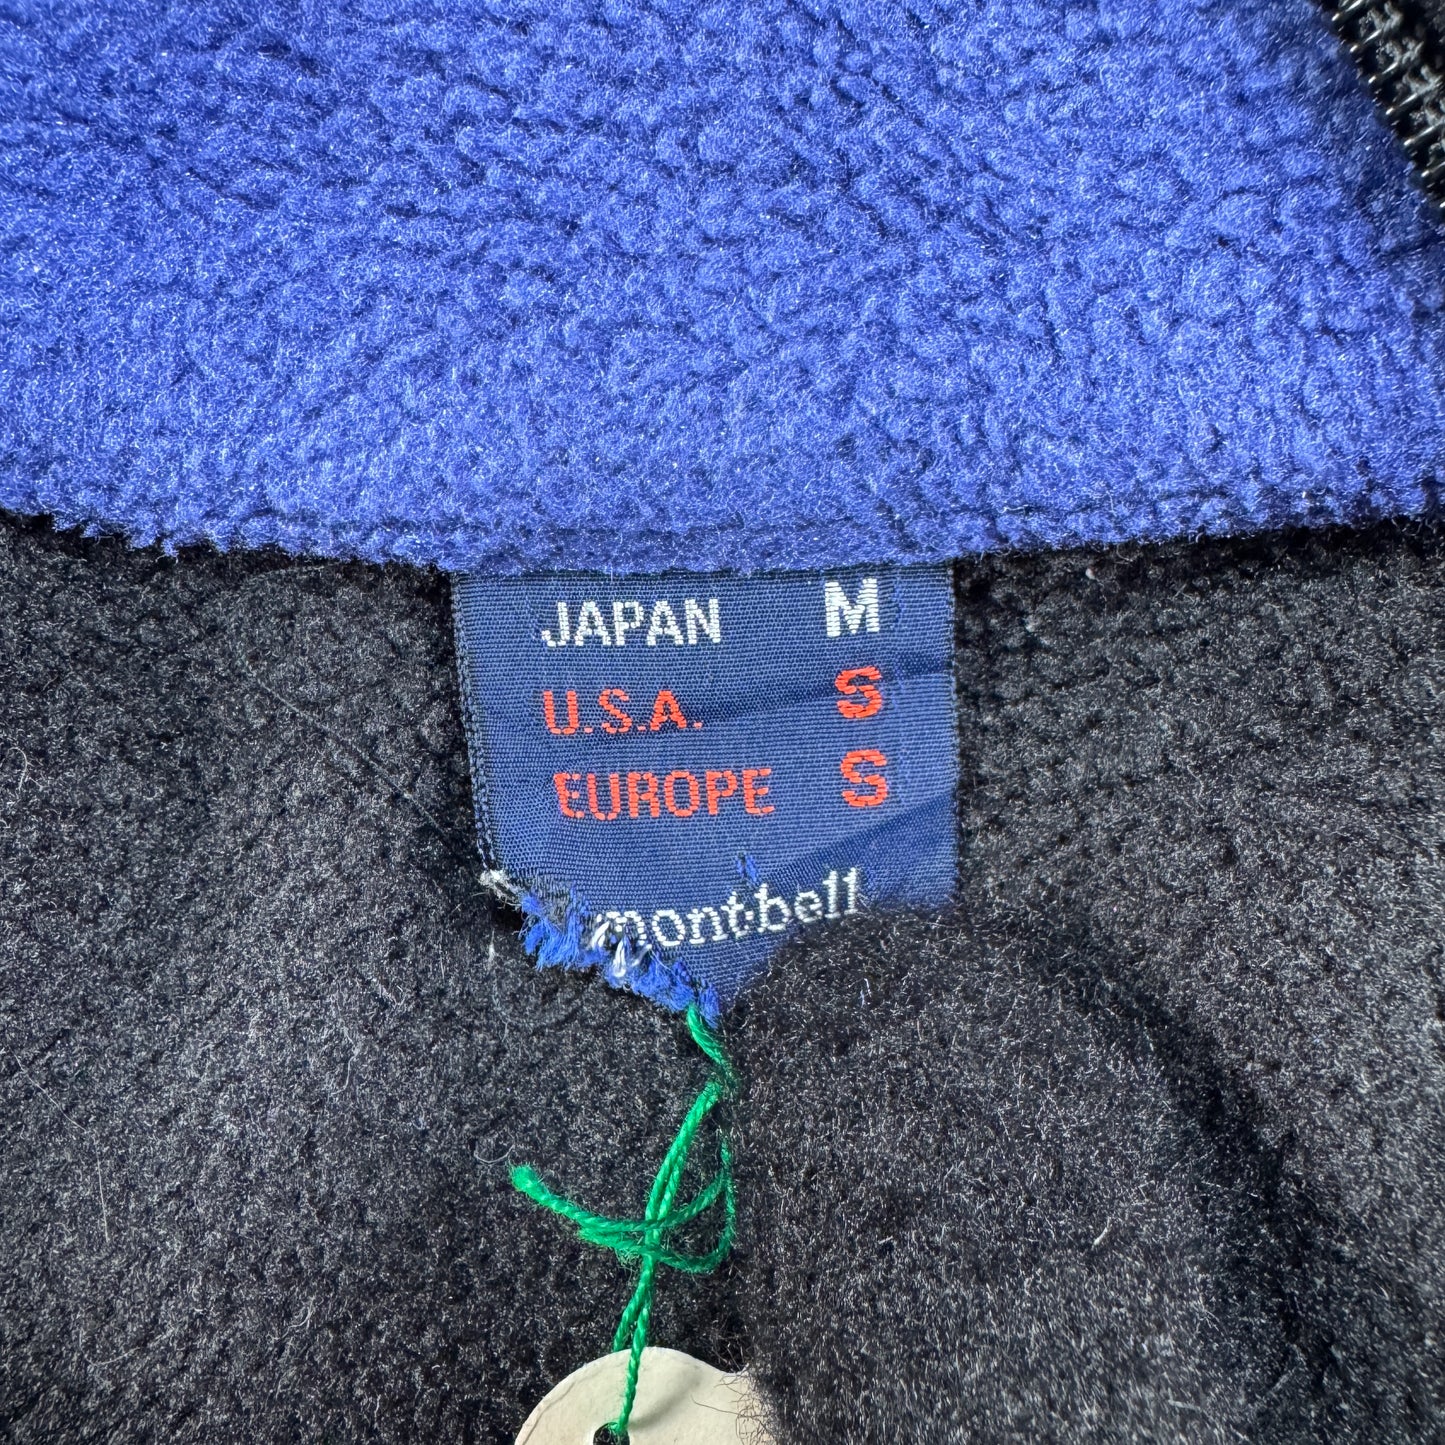 JAPAN M
U.S.A. S
EUROPE S
mont-bell